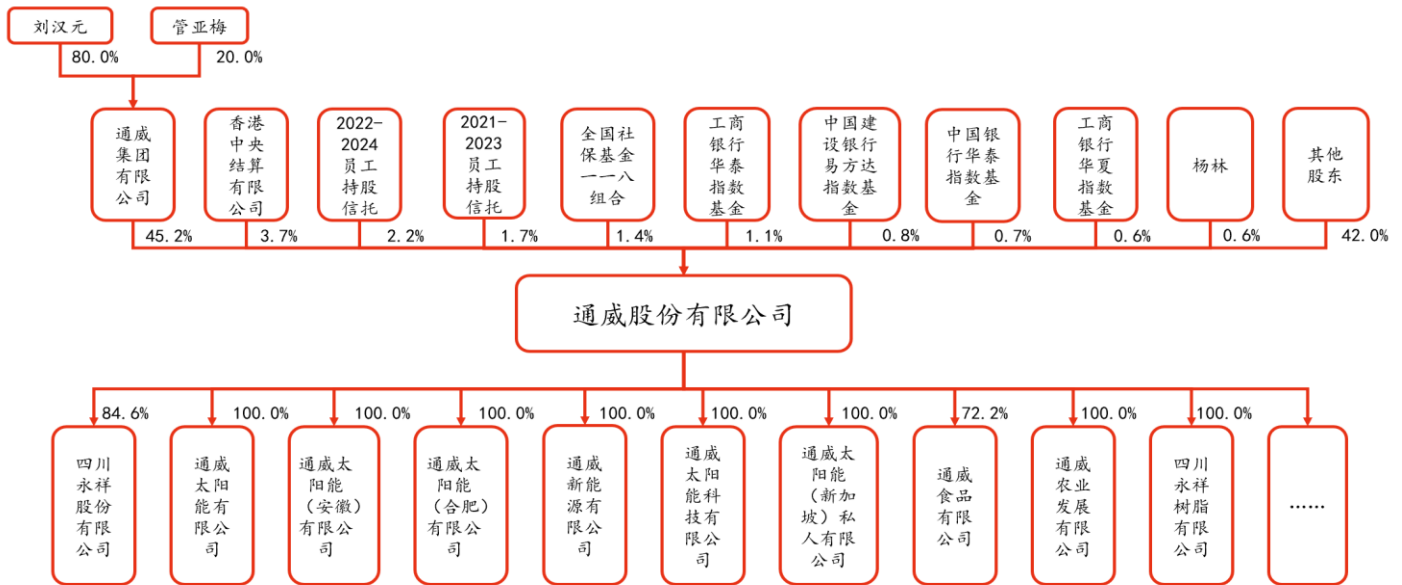 刘汉元
管亚梅
80.0%
20.0%
通威
集团
有限
公司
香港
中央
结算
有限
公司
2022-
2024
员工
持股
信托
2021-
2023
员工
持股
信托
全国社
保基金
一一八
组合
工商
银行
华泰
指数
基金
中国建
设银行
易方达
指数基
金
中国银
行华泰
指数基
金
工商
银行
华夏
指数
基金
杨林
其他
股东
45.2%
3.7%
2.2%
1.7%
1.4%
1.1%
0.8%
0.7%
0.6%
0.6%
42.0%
通威股份有限公司
84.6%
100.0%
100.0%
100.0%
100.0%
100.0%
100.0%
72.2%
100.0%
100.0%
四川
永祥
股份
有限
公司
通威
太阳
能有
限公
司
通威太
阳能
（安徽）
有限公
司
通威太
阳能
（合肥）
有限公
司
通威
新能
源有
限公
司
通威
太阳
能科
技有
限公
司
通威太
阳能
（新加
坡）私
人有限
公司
通威
食品
有限
公司
通威
农业
发展
有限
公司
四川
永祥
树脂
有限
公司
……